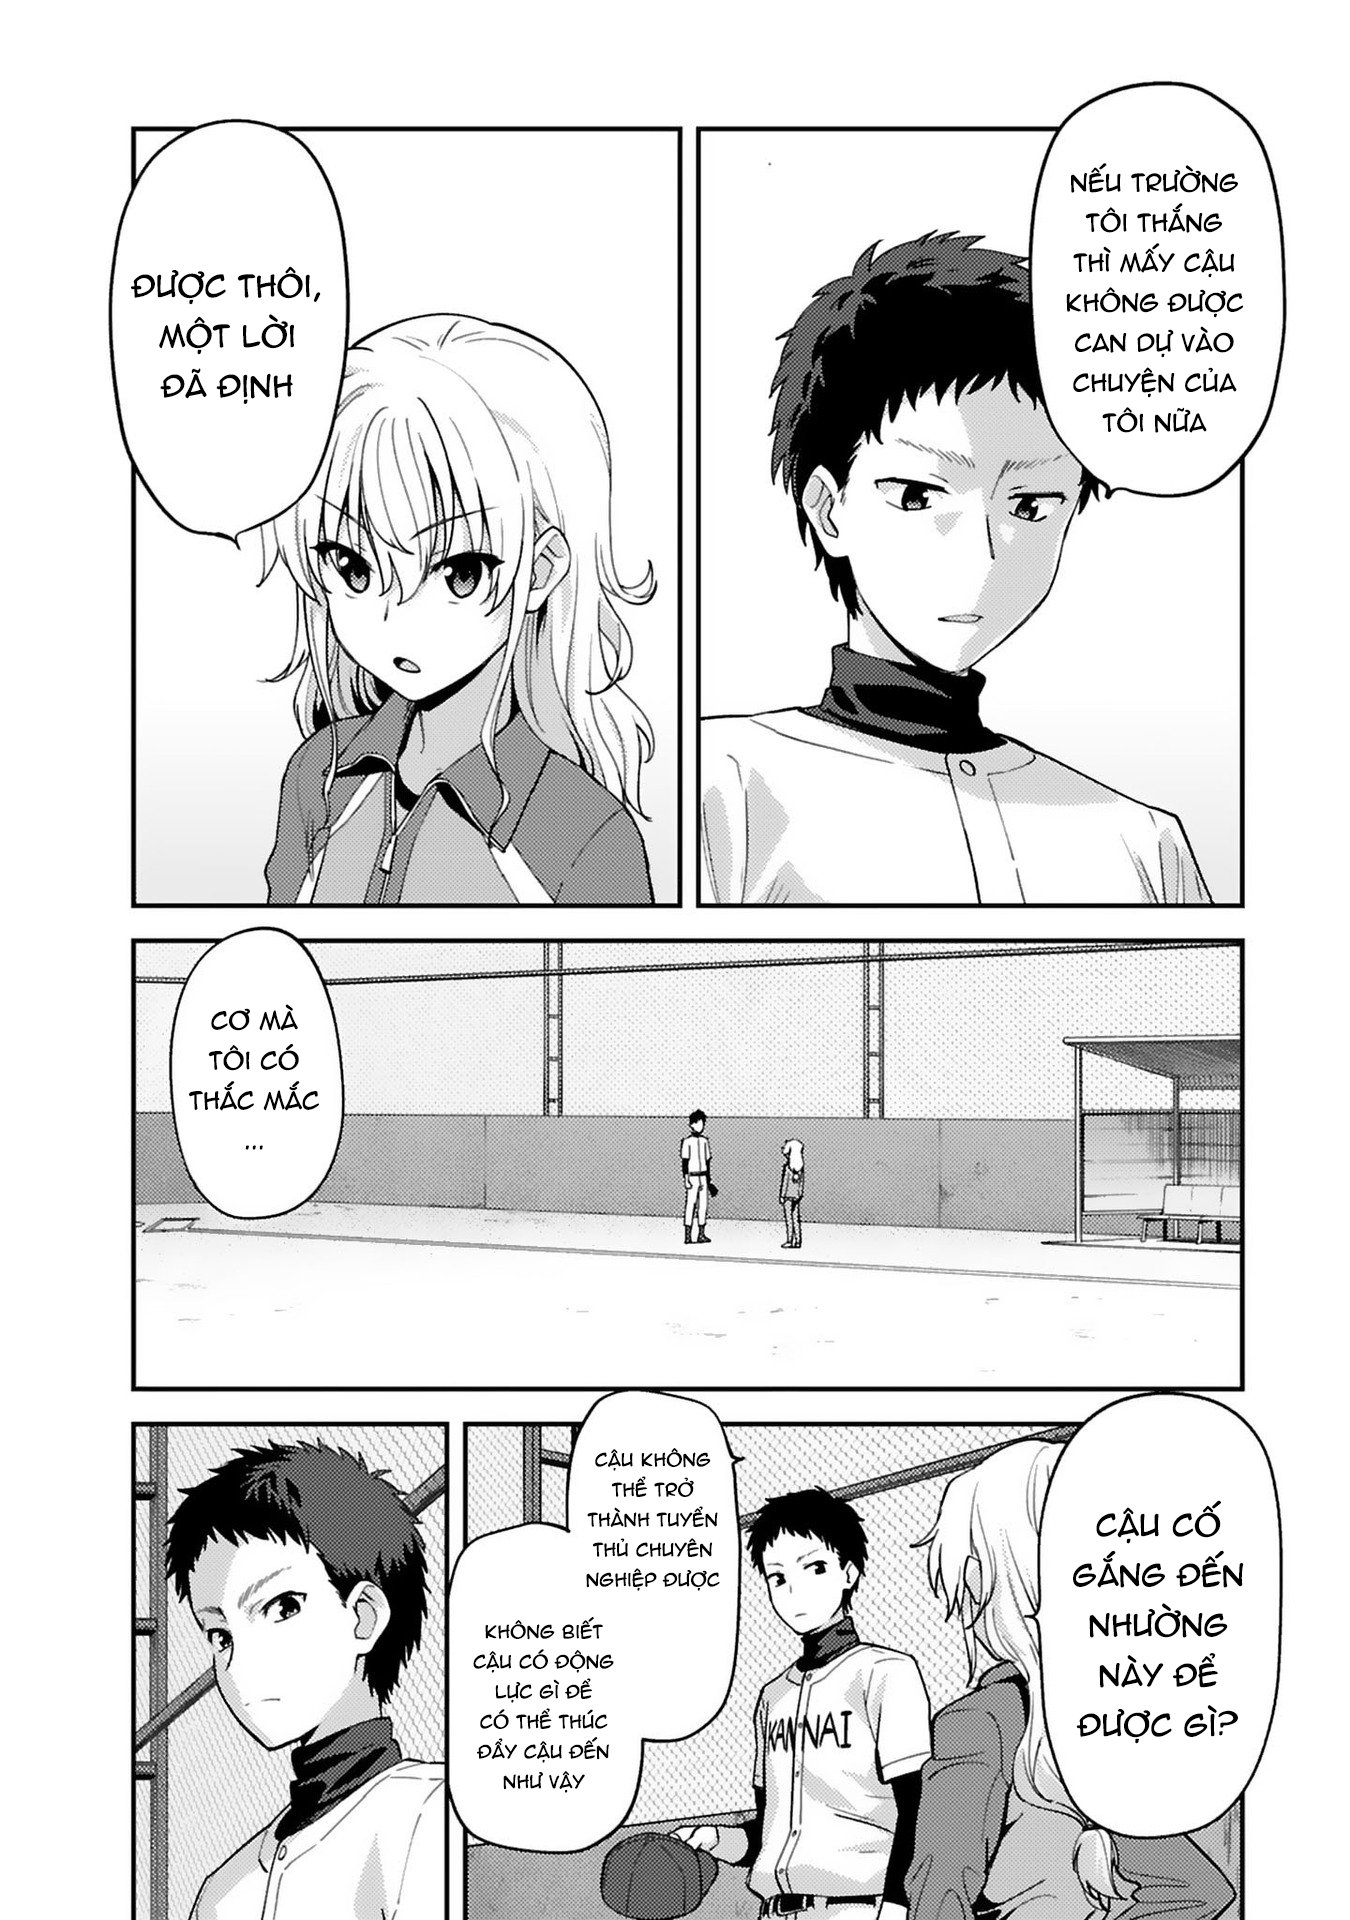 NẾU TRƯỜNG
TÔI THẮNG
THÌ MẤY CẬU
KHÔNG ĐƯỢC
CAN DỰ VÀO
CHUYỆN CỦA
TÔI NỮA
ĐƯỢC THÔI,
MỘT LỜI
ĐÃ ĐỊNH
CƠ MÀ
TÔI CÓ
THẮC MẮC
...
CẬU CỐ
GẮNG ĐẾN
NHƯỜNG
NÀY ĐỂ
ĐƯỢC GÌ?
CẬU KHÔNG
THỂ TRỞ
THÀNH TUYỂN
THỦ CHUYÊN
NGHIỆP ĐƯỢC
KHÔNG BIẾT
CẬU CÓ ĐỘNG
LỰC GÌ ĐỂ
CÓ THỂ THÚC
ĐẨY CẬU ĐẾN
NHƯ VẬY
KANNAI